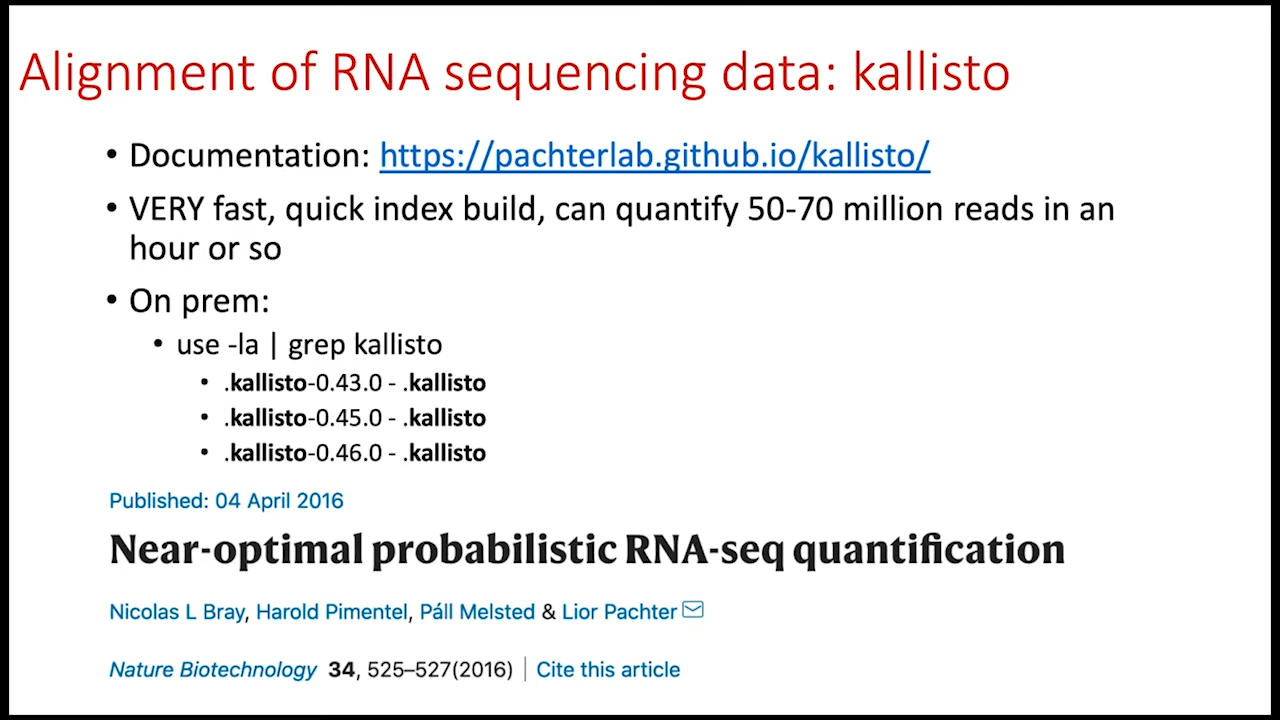 Alignment of RNA sequencing data: kallisto
• Documentation: https://pachterlab.github.io/kallisto/
• VERY fast, quick index build, can quantify 50-70 million reads in an
hour or so
• On prem:
• use -la | grep kallisto
• .kallisto-0.43.0 - .kallisto
• .kallisto-0.45.0 - .kallisto
• .kallisto-0.46.0 - .kallisto
Published: 04 April 2016
Near-optimal probabilistic RNA-seq quantification
Nicolas L Bray, Harold Pimentel, Páll Melsted & Lior Pachter
Nature Biotechnology 34, 525–527(2016) | Cite this article